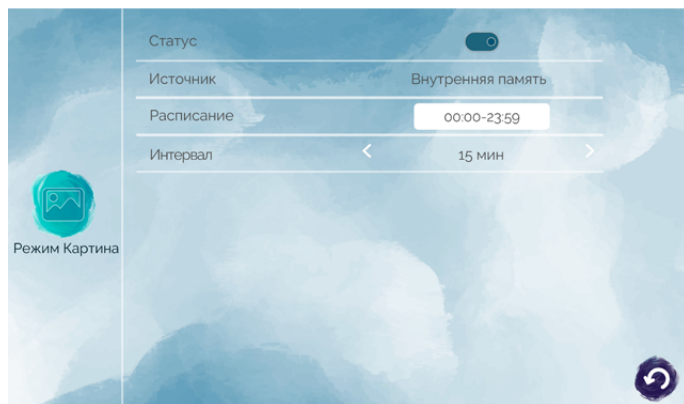 Статус
Источник Внутренняя память
Расписание 00:00-23:59
Интервал < 15 мин >
Режим Картина